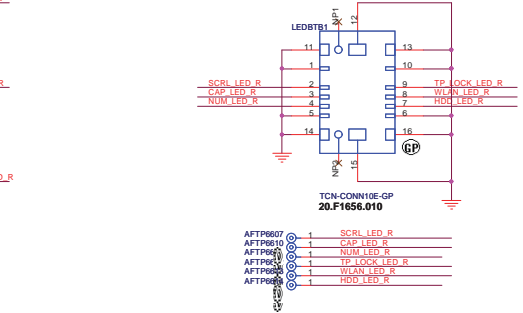 NP1
12
LEDBTB1
11
13
1
10
SCRL_LED_R 2 9 TP_LOCK_LED_R
CAP_LED_R 3 8 WLAN_LED_R
NUM_LED_R 4 7 HDD_LED_R
5 6
14 16
GP
NP2
15
TCN-CONN10E-GP
20.F1656.010
AFTP6607 1 SCRL_LED_R
AFTP6610 1 CAP_LED_R
1 NUM_LED_R
1 TP_LOCK_LED_R
1 WLAN_LED_R
1 HDD_LED_R